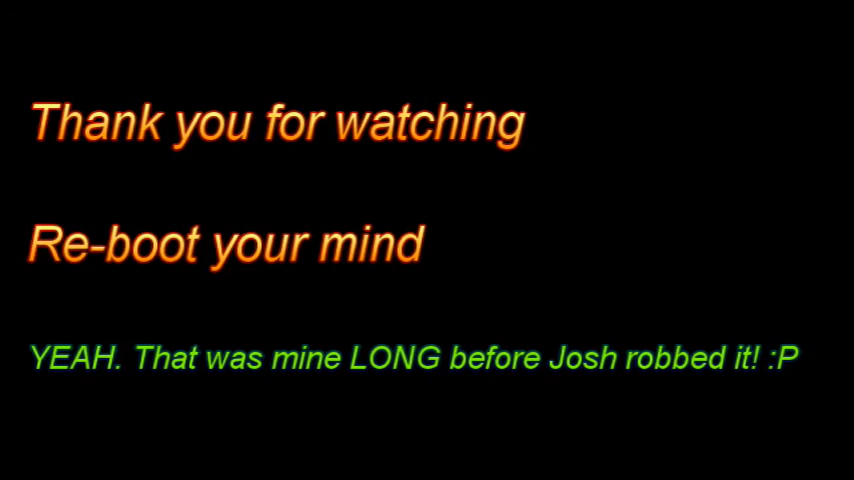 Thank you for watching
Re-boot your mind
YEAH. That was mine LONG before Josh robbed it! :P